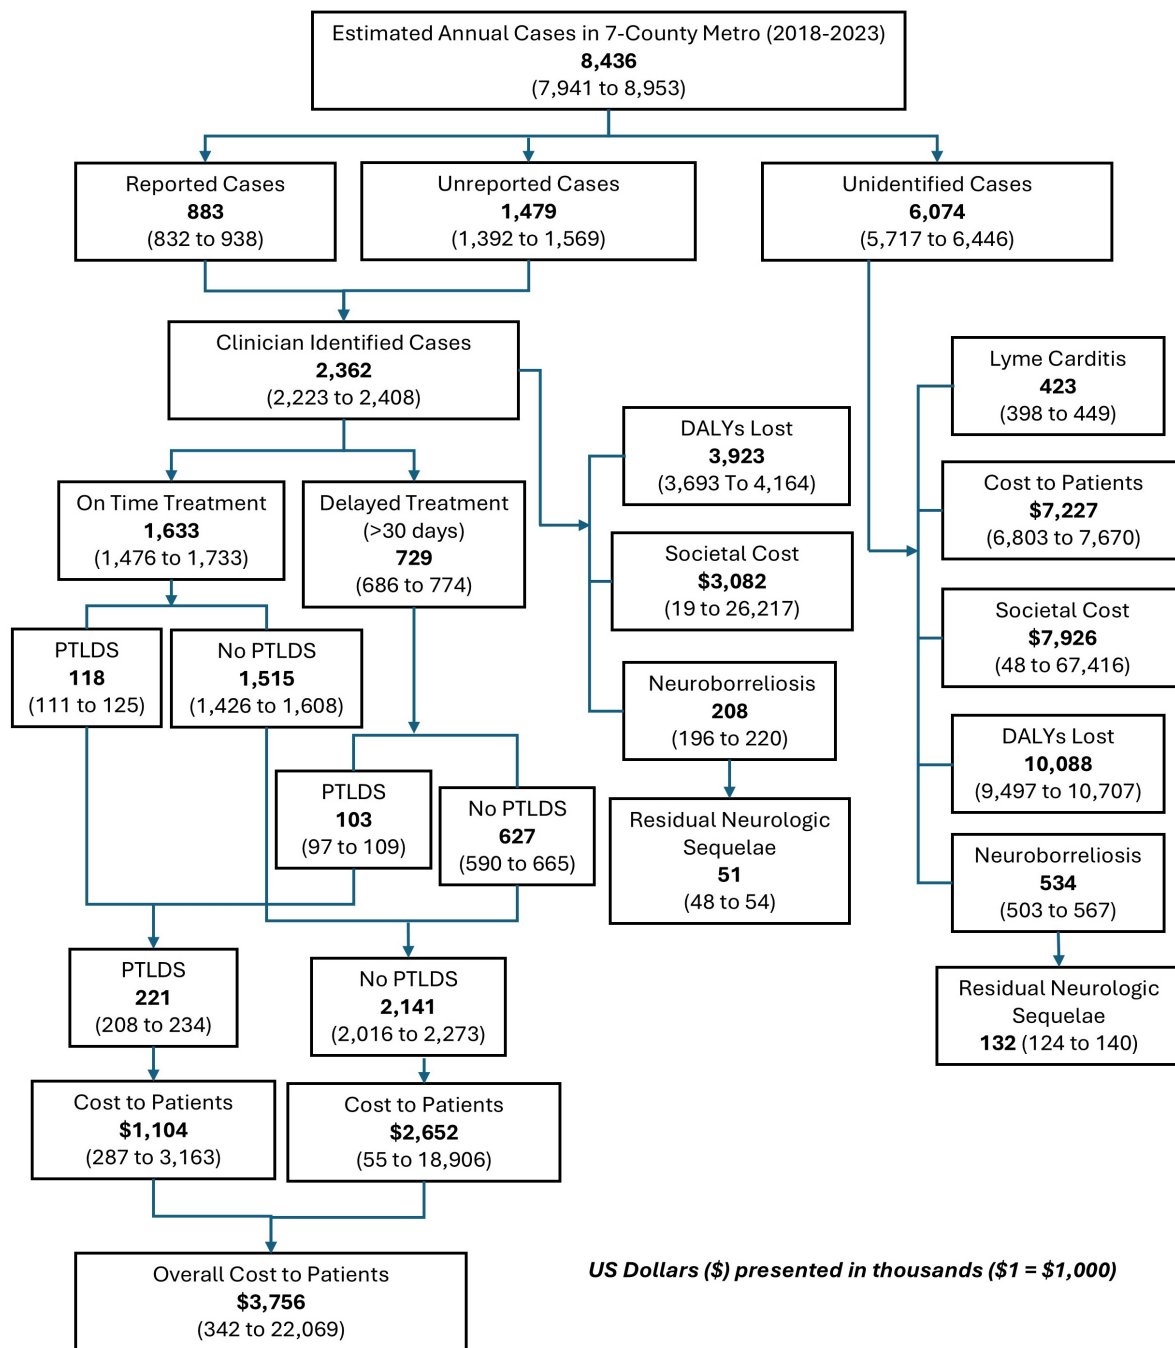 Estimated Annual Cases in 7-County Metro (2018-2023)
8,436
(7,941 to 8,953)
Reported Cases
883
(832 to 938)
Unreported Cases
1,479
(1,392 to 1,569)
Unidentified Cases
6,074
(5,717 to 6,446)
Clinician Identified Cases
2,362
(2,223 to 2,408)
On Time Treatment
1,633
(1,476 to 1,733)
Delayed Treatment
(>30 days)
729
(686 to 774)
PTLDS
118
(111 to 125)
No PTLDS
1,515
(1,426 to 1,608)
PTLDS
103
(97 to 109)
No PTLDS
627
(590 to 665)
PTLDS
221
(208 to 234)
No PTLDS
2,141
(2,016 to 2,273)
Cost to Patients
$1,104
(287 to 3,163)
Cost to Patients
$2,652
(55 to 18,906)
Overall Cost to Patients
$3,756
(342 to 22,069)
DALYs Lost
3,923
(3,693 To 4,164)
Societal Cost
$3,082
(19 to 26,217)
Neuroborreliosis
208
(196 to 220)
Residual Neurologic
Sequelae
51
(48 to 54)
Lyme Carditis
423
(398 to 449)
Cost to Patients
$7,227
(6,803 to 7,670)
Societal Cost
$7,926
(48 to 67,416)
DALYs Lost
10,088
(9,497 to 10,707)
Neuroborreliosis
534
(503 to 567)
Residual Neurologic
Sequelae
132 (124 to 140)
US Dollars ($) presented in thousands ($1 = $1,000)